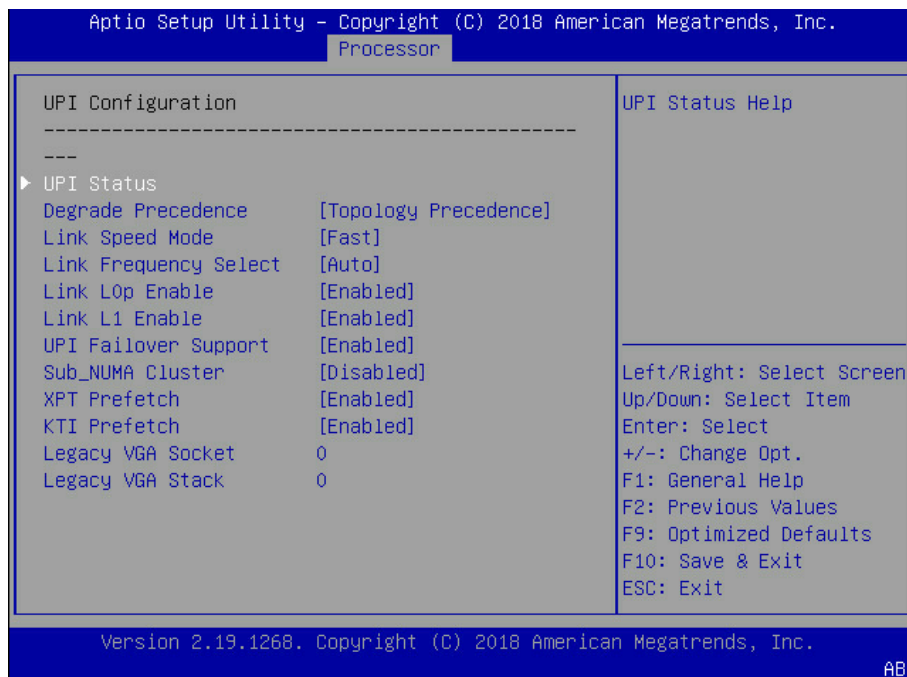 Aptio Setup Utility – Copyright (C) 2018 American Megatrends, Inc.
Processor
UPI Configuration
-----------------------------------------------
---
UPI Status
Degrade Precedence [Topology Precedence]
Link Speed Mode [Fast]
Link Frequency Select [Auto]
Link L0p Enable [Enabled]
Link L1 Enable [Enabled]
UPI Failover Support [Enabled]
Sub_NUMA Cluster [Disabled]
XPT Prefetch [Enabled]
KTI Prefetch [Enabled]
Legacy VGA Socket 0
Legacy VGA Stack 0
UPI Status Help
Left/Right: Select Screen
Up/Down: Select Item
Enter: Select
+/-: Change Opt.
F1: General Help
F2: Previous Values
F9: Optimized Defaults
F10: Save & Exit
ESC: Exit
Version 2.19.1268. Copyright (C) 2018 American Megatrends, Inc.
AB